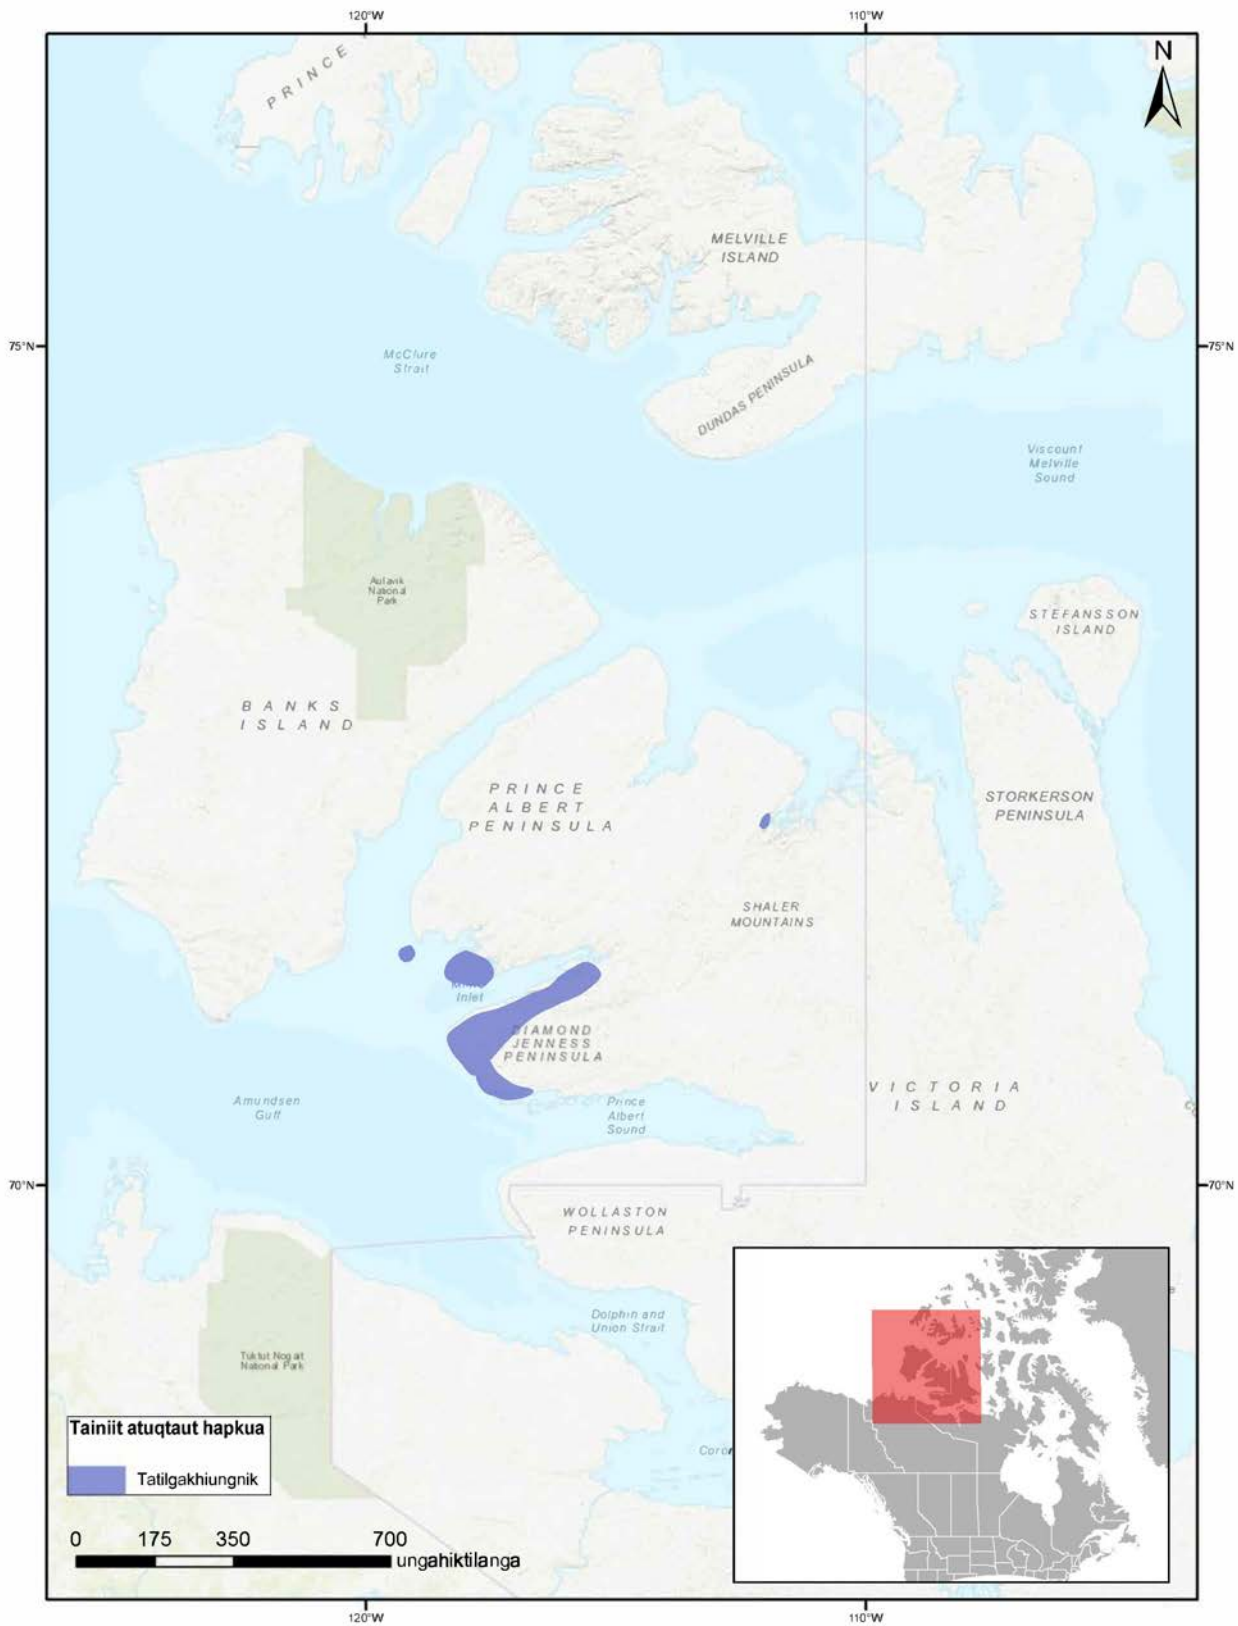 120°W
110°W
N
PRINCE
MELVILLE
ISLAND
75°N
75°N
McClure
Strait
DUNDAS PENINSULA
Viscount
Melville
Sound
Aulavik
National
Park
STEFANSSON
ISLAND
BANKS
ISLAND
PRINCE
ALBERT
PENINSULA
STORKERSON
PENINSULA
SHALER
MOUNTAINS
Inlet
DIAMOND
JENNESS
PENINSULA
VICTORIA
ISLAND
Amundsen
Gulf
Prince
Albert
Sound
70°N
70°N
WOLLASTON
PENINSULA
Dolphin and
Union Strait
Tuktut Nogait
National Park
Tainiit atuqtaut hapkua
Tatilgakhiungnik
Coron
0 175 350 700
ungahiktilanga
120°W
110°W